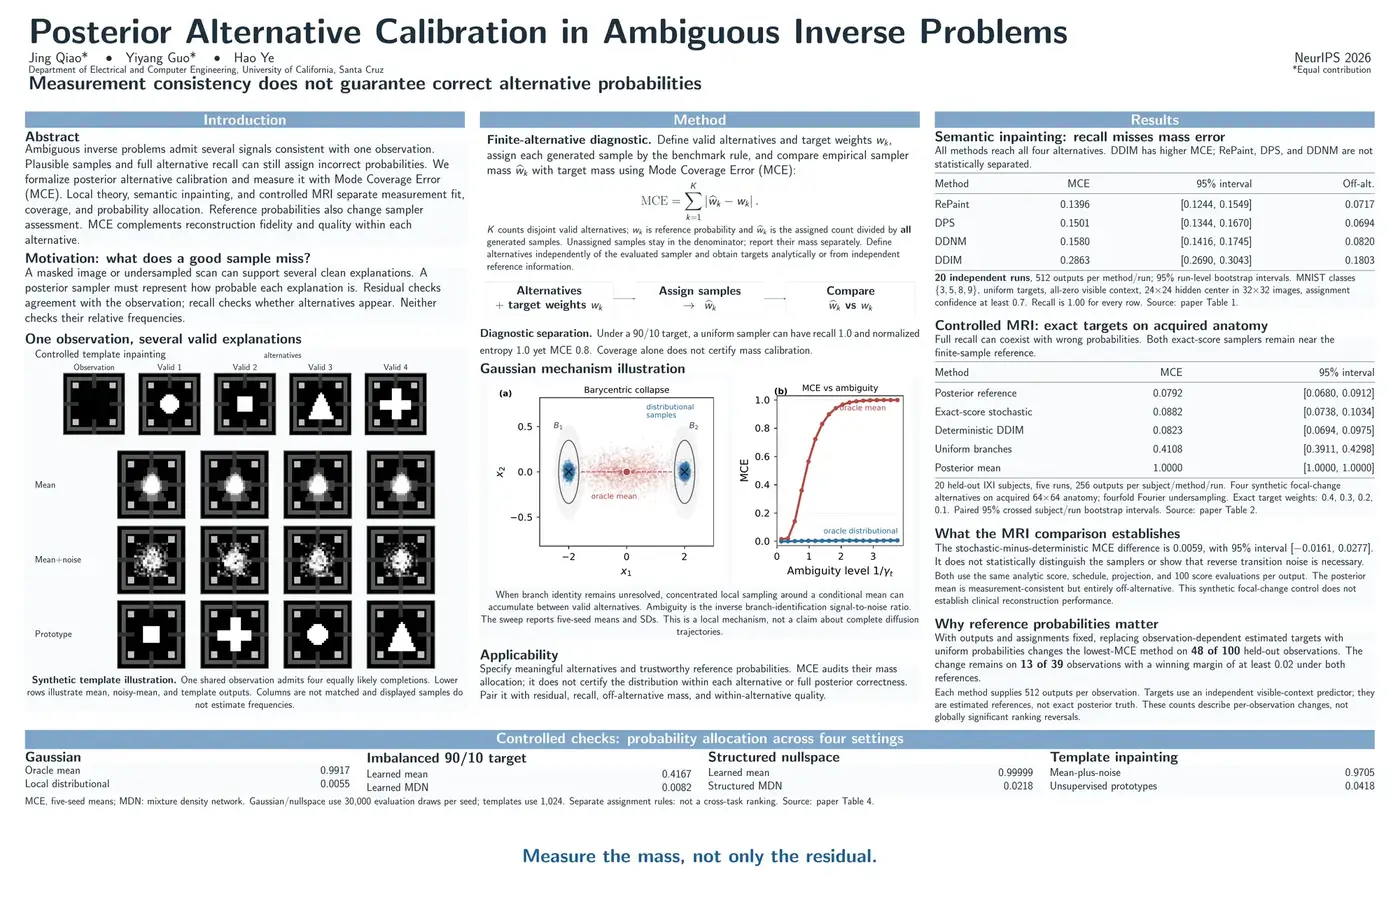 Posterior Alternative Calibration in Ambiguous Inverse Problems
Jing Qiao* • Yiyang Guo* • Hao Ye
NeurIPS 2026
Department of Electrical and Computer Engineering, University of California, Santa Cruz
*Equal contribution
Measurement consistency does not guarantee correct alternative probabilities
Introduction
Abstract
Ambiguous inverse problems admit several signals consistent with one observation.
Plausible samples and full alternative recall can still assign incorrect probabilities. We
formalize posterior alternative calibration and measure it with Mode Coverage Error
(MCE). Local theory, semantic inpainting, and controlled MRI separate measurement fit,
coverage, and probability allocation. Reference probabilities also change sampler
assessment. MCE complements reconstruction fidelity and quality within each
alternative.
Motivation: what does a good sample miss?
A masked image or undersampled scan can support several clean explanations. A
posterior sampler must represent how probable each explanation is. Residual checks
agreement with the observation; recall checks whether alternatives appear. Neither
checks their relative frequencies.
One observation, several valid explanations
Controlled template inpainting
alternatives
Observation Valid 1 Valid 2 Valid 3 Valid 4
Mean
Mean+noise
Prototype
Synthetic template illustration. One shared observation admits four equally likely completions. Lower
rows illustrate mean, noisy-mean, and template outputs. Columns are not matched and displayed samples do
not estimate frequencies.
Method
Finite-alternative diagnostic. Define valid alternatives and target weights wₖ,
assign each generated sample by the benchmark rule, and compare empirical sampler
mass ŵₖ with target mass using Mode Coverage Error (MCE):
MCE = ∑ₖ₌₁ᴷ |ŵₖ − wₖ| .
K counts disjoint valid alternatives; wₖ is reference probability and ŵₖ is the assigned count divided by all
generated samples. Unassigned samples stay in the denominator; report their mass separately. Define
alternatives independently of the evaluated sampler and obtain targets analytically or from independent
reference information.
Alternatives
+ target weights wₖ
Assign samples
→ ŵₖ
Compare
ŵₖ vs wₖ
Diagnostic separation. Under a 90/10 target, a uniform sampler can have recall 1.0 and normalized
entropy 1.0 yet MCE 0.8. Coverage alone does not certify mass calibration.
Gaussian mechanism illustration
(a) Barycentric collapse
distributional
samples
B₁ B₂
oracle mean
0.5
0.0
−0.5
x₂
−2 0 2
x₁
(b) MCE vs ambiguity
1.0
0.8
0.6
0.4
0.2
0.0
MCE
oracle mean
oracle distributional
0 1 2 3
Ambiguity level 1/γₜ
When branch identity remains unresolved, concentrated local sampling around a conditional mean can
accumulate between valid alternatives. Ambiguity is the inverse branch-identification signal-to-noise ratio.
The sweep reports five-seed means and SDs. This is a local mechanism, not a claim about complete diffusion
trajectories.
Applicability
Specify meaningful alternatives and trustworthy reference probabilities. MCE audits their mass
allocation; it does not certify the distribution within each alternative or full posterior correctness.
Pair it with residual, recall, off-alternative mass, and within-alternative quality.
Results
Semantic inpainting: recall misses mass error
All methods reach all four alternatives. DDIM has higher MCE; RePaint, DPS, and DDNM are not
statistically separated.
Method MCE 95% interval Off-alt.
RePaint 0.1396 [0.1244, 0.1549] 0.0717
DPS 0.1501 [0.1344, 0.1670] 0.0694
DDNM 0.1580 [0.1416, 0.1745] 0.0820
DDIM 0.2863 [0.2690, 0.3043] 0.1803
20 independent runs, 512 outputs per method/run; 95% run-level bootstrap intervals. MNIST classes
{3, 5, 8, 9}, uniform targets, all-zero visible context, 24×24 hidden center in 32×32 images, assignment
confidence at least 0.7. Recall is 1.00 for every row. Source: paper Table 1.
Controlled MRI: exact targets on acquired anatomy
Full recall can coexist with wrong probabilities. Both exact-score samplers remain near the
finite-sample reference.
Method MCE 95% interval
Posterior reference 0.0792 [0.0680, 0.0912]
Exact-score stochastic 0.0882 [0.0738, 0.1034]
Deterministic DDIM 0.0823 [0.0694, 0.0975]
Uniform branches 0.4108 [0.3911, 0.4298]
Posterior mean 1.0000 [1.0000, 1.0000]
20 held-out IXI subjects, five runs, 256 outputs per subject/method/run. Four synthetic focal-change
alternatives on acquired 64×64 anatomy; fourfold Fourier undersampling. Exact target weights: 0.4, 0.3, 0.2,
0.1. Paired 95% crossed subject/run bootstrap intervals. Source: paper Table 2.
What the MRI comparison establishes
The stochastic-minus-deterministic MCE difference is 0.0059, with 95% interval [−0.0161, 0.0277].
It does not statistically distinguish the samplers or show that reverse transition noise is necessary.
Both use the same analytic score, schedule, projection, and 100 score evaluations per output. The posterior
mean is measurement-consistent but entirely off-alternative. This synthetic focal-change control does not
establish clinical reconstruction performance.
Why reference probabilities matter
With outputs and assignments fixed, replacing observation-dependent estimated targets with
uniform probabilities changes the lowest-MCE method on 48 of 100 held-out observations. The
change remains on 13 of 39 observations with a winning margin of at least 0.02 under both
references.
Each method supplies 512 outputs per observation. Targets use an independent visible-context predictor; they
are estimated references, not exact posterior truth. These counts describe per-observation changes, not
globally significant ranking reversals.
Controlled checks: probability allocation across four settings
Gaussian
Oracle mean 0.9917
Local distributional 0.0055
Imbalanced 90/10 target
Learned mean 0.4167
Learned MDN 0.0082
Structured nullspace
Learned mean 0.99999
Structured MDN 0.0218
Template inpainting
Mean-plus-noise 0.9705
Unsupervised prototypes 0.0418
MCE, five-seed means; MDN: mixture density network. Gaussian/nullspace use 30,000 evaluation draws per seed; templates use 1,024. Separate assignment rules: not a cross-task ranking. Source: paper Table 4.
Measure the mass, not only the residual.